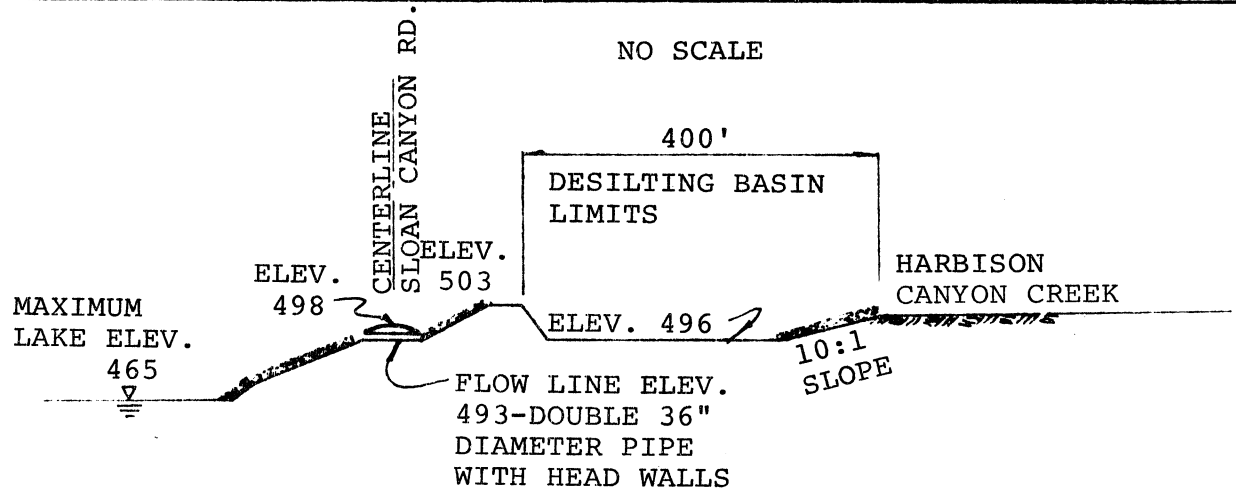 NO SCALE
CENTERLINE
SLOAN CANYON RD.
400'
DESILTING BASIN
LIMITS
ELEV.
503
ELEV.
498
HARBISON
CANYON CREEK
MAXIMUM
LAKE ELEV.
465
ELEV. 496
10:1
SLOPE
FLOW LINE ELEV.
493-DOUBLE 36"
DIAMETER PIPE
WITH HEAD WALLS